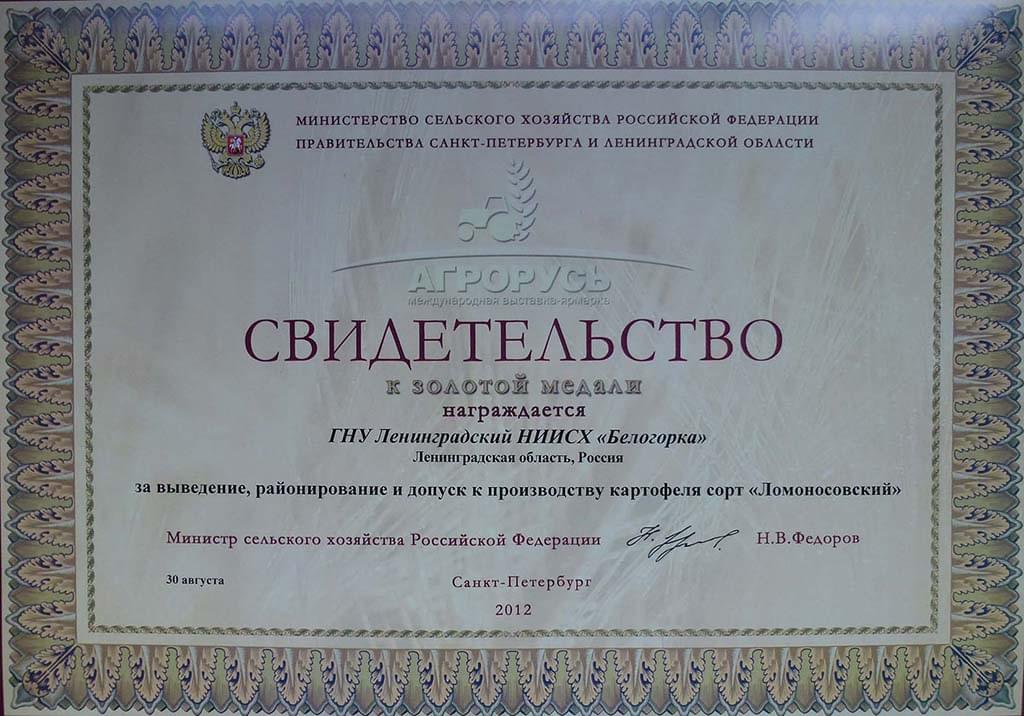 МИНИСТЕРСТВО СЕЛЬСКОГО ХОЗЯЙСТВА РОССИЙСКОЙ ФЕДЕРАЦИИ
ПРАВИТЕЛЬСТВА САНКТ-ПЕТЕРБУРГА И ЛЕНИНГРАДСКОЙ ОБЛАСТИ
АГРОРУСЬ
международная выставка-ярмарка
СВИДЕТЕЛЬСТВО
к золотой медали
награждается
ГНУ Ленинградский НИИСХ «Белогорка»
Ленинградская область, Россия
за выведение, районирование и допуск к производству картофеля сорт «Ломоносовский»
Министр сельского хозяйства Российской Федерации Н.В.Федоров
30 августа Санкт-Петербург
2012